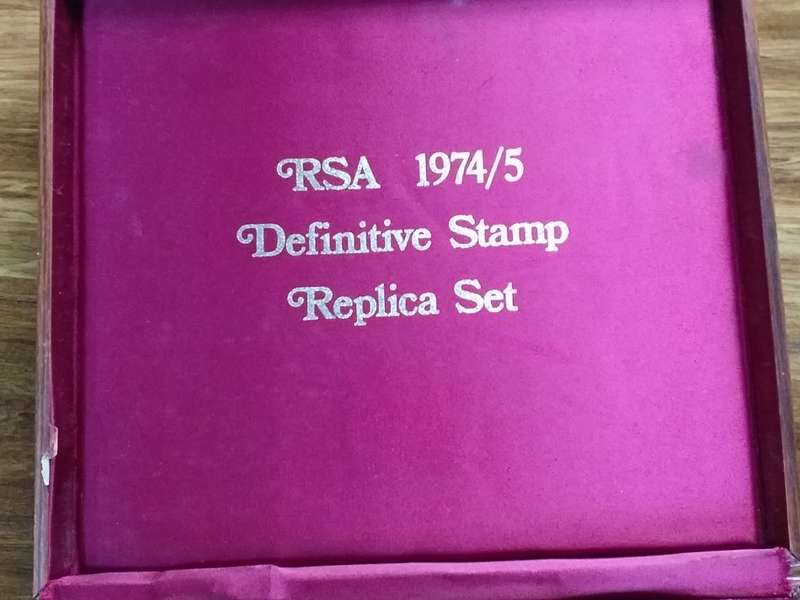 RSA 1974/5
Definitive Stamp
Replica Set